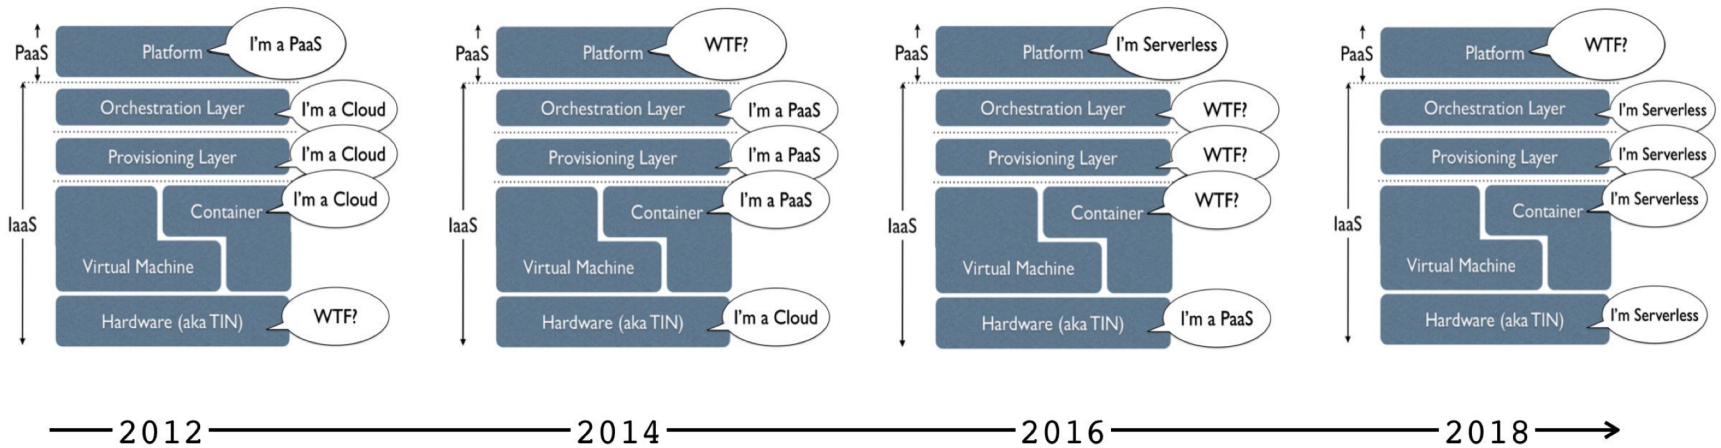 PaaS
Platform
I'm a PaaS
Orchestration Layer
I'm a Cloud
Provisioning Layer
I'm a Cloud
Container
I'm a Cloud
IaaS
Virtual Machine
Hardware (aka TIN)
WTF?
2012
PaaS
Platform
WTF?
Orchestration Layer
I'm a PaaS
Provisioning Layer
I'm a PaaS
Container
I'm a PaaS
IaaS
Virtual Machine
Hardware (aka TIN)
I'm a Cloud
2014
PaaS
Platform
I'm Serverless
Orchestration Layer
WTF?
Provisioning Layer
WTF?
Container
WTF?
IaaS
Virtual Machine
Hardware (aka TIN)
I'm a PaaS
2016
PaaS
Platform
WTF?
Orchestration Layer
I'm Serverless
Provisioning Layer
I'm Serverless
Container
I'm Serverless
IaaS
Virtual Machine
Hardware (aka TIN)
I'm Serverless
2018